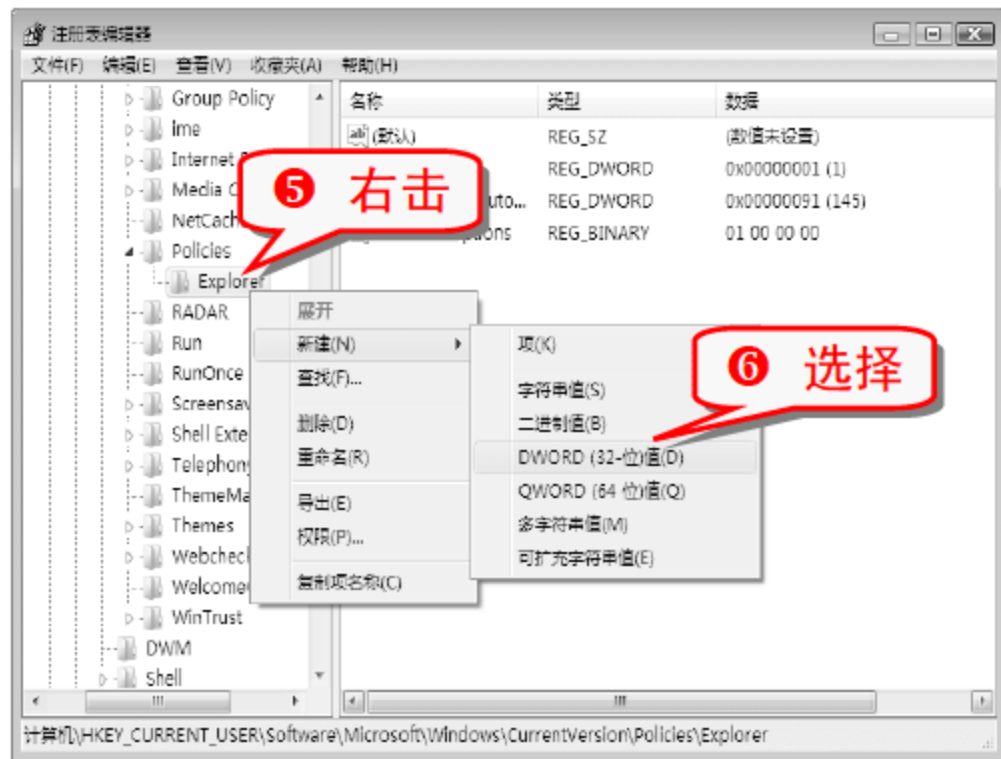 注册表编辑器
文件(F) 编辑(E) 查看(V) 收藏夹(A) 帮助(H)
Group Policy
ime
Internet
Media C
NetCach
Policies
Explorer
RADAR
Run
RunOnce
Screensav
Shell Exte
Telephony
ThemeMa
Themes
Webcheck
Welcome
WinTrust
DWM
Shell
名称 类型 数据
(默认) REG_SZ (数值未设置)
REG_DWORD 0x00000001 (1)
uto... REG_DWORD 0x00000091 (145)
ptions REG_BINARY 01 00 00 00
❺ 右击
展开
新建(N)
查找(F)...
删除(D)
重命名(R)
导出(E)
权限(P)...
复制项名称(C)
❻ 选择
项(K)
字符串值(S)
二进制值(B)
DWORD (32-位)值(D)
QWORD (64 位)值(Q)
多字符串值(M)
可扩充字符串值(E)
计算机\HKEY_CURRENT_USER\Software\Microsoft\Windows\CurrentVersion\Policies\Explorer